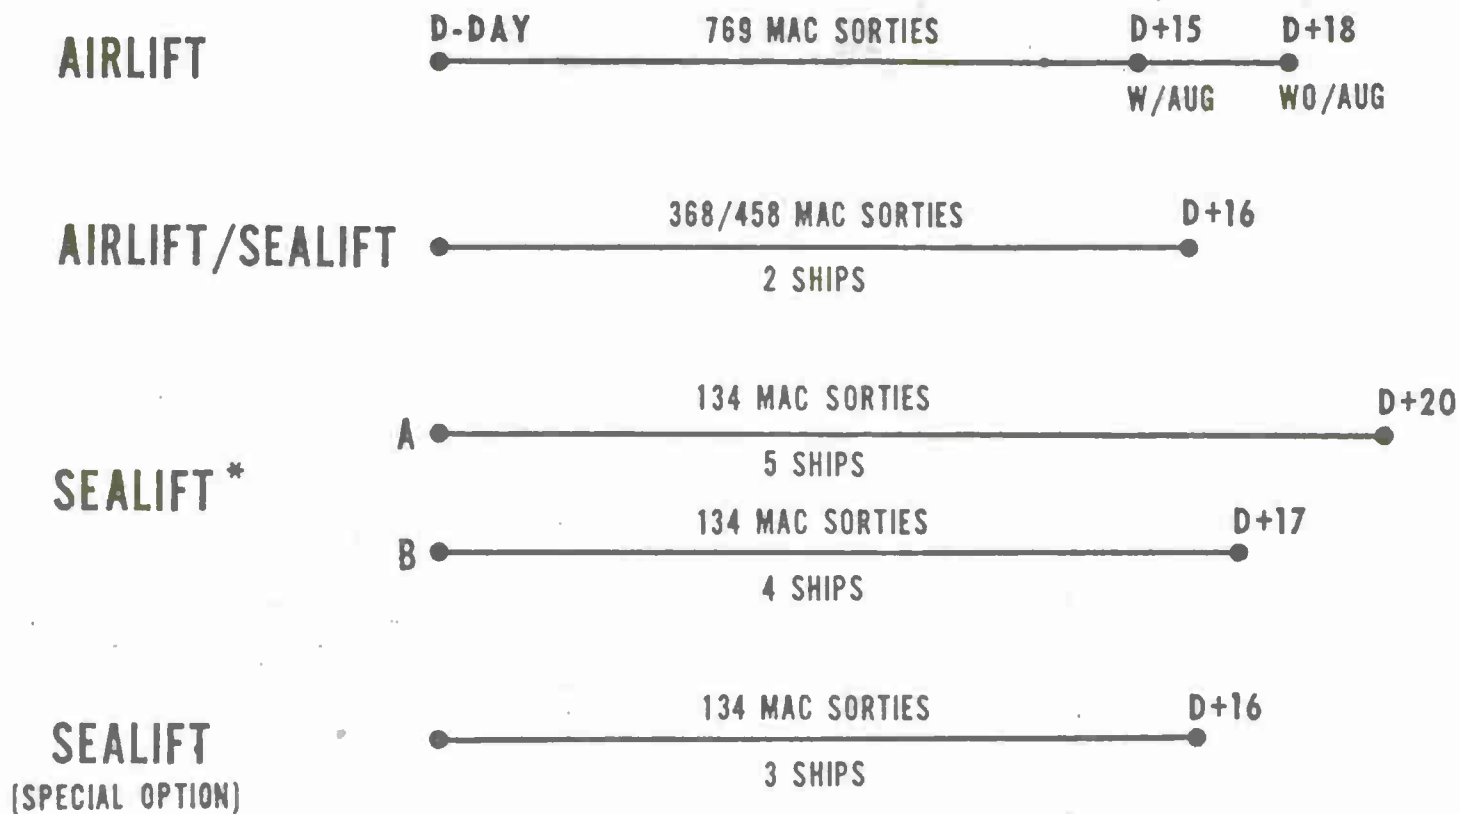 D-DAY 769 MAC SORTIES D+15 D+18
AIRLIFT
W/AUG WO/AUG
368/458 MAC SORTIES D+16
AIRLIFT/SEALIFT
2 SHIPS
134 MAC SORTIES D+20
A
5 SHIPS
SEALIFT*
134 MAC SORTIES D+17
B
4 SHIPS
134 MAC SORTIES D+16
SEALIFT
3 SHIPS
(SPECIAL OPTION)